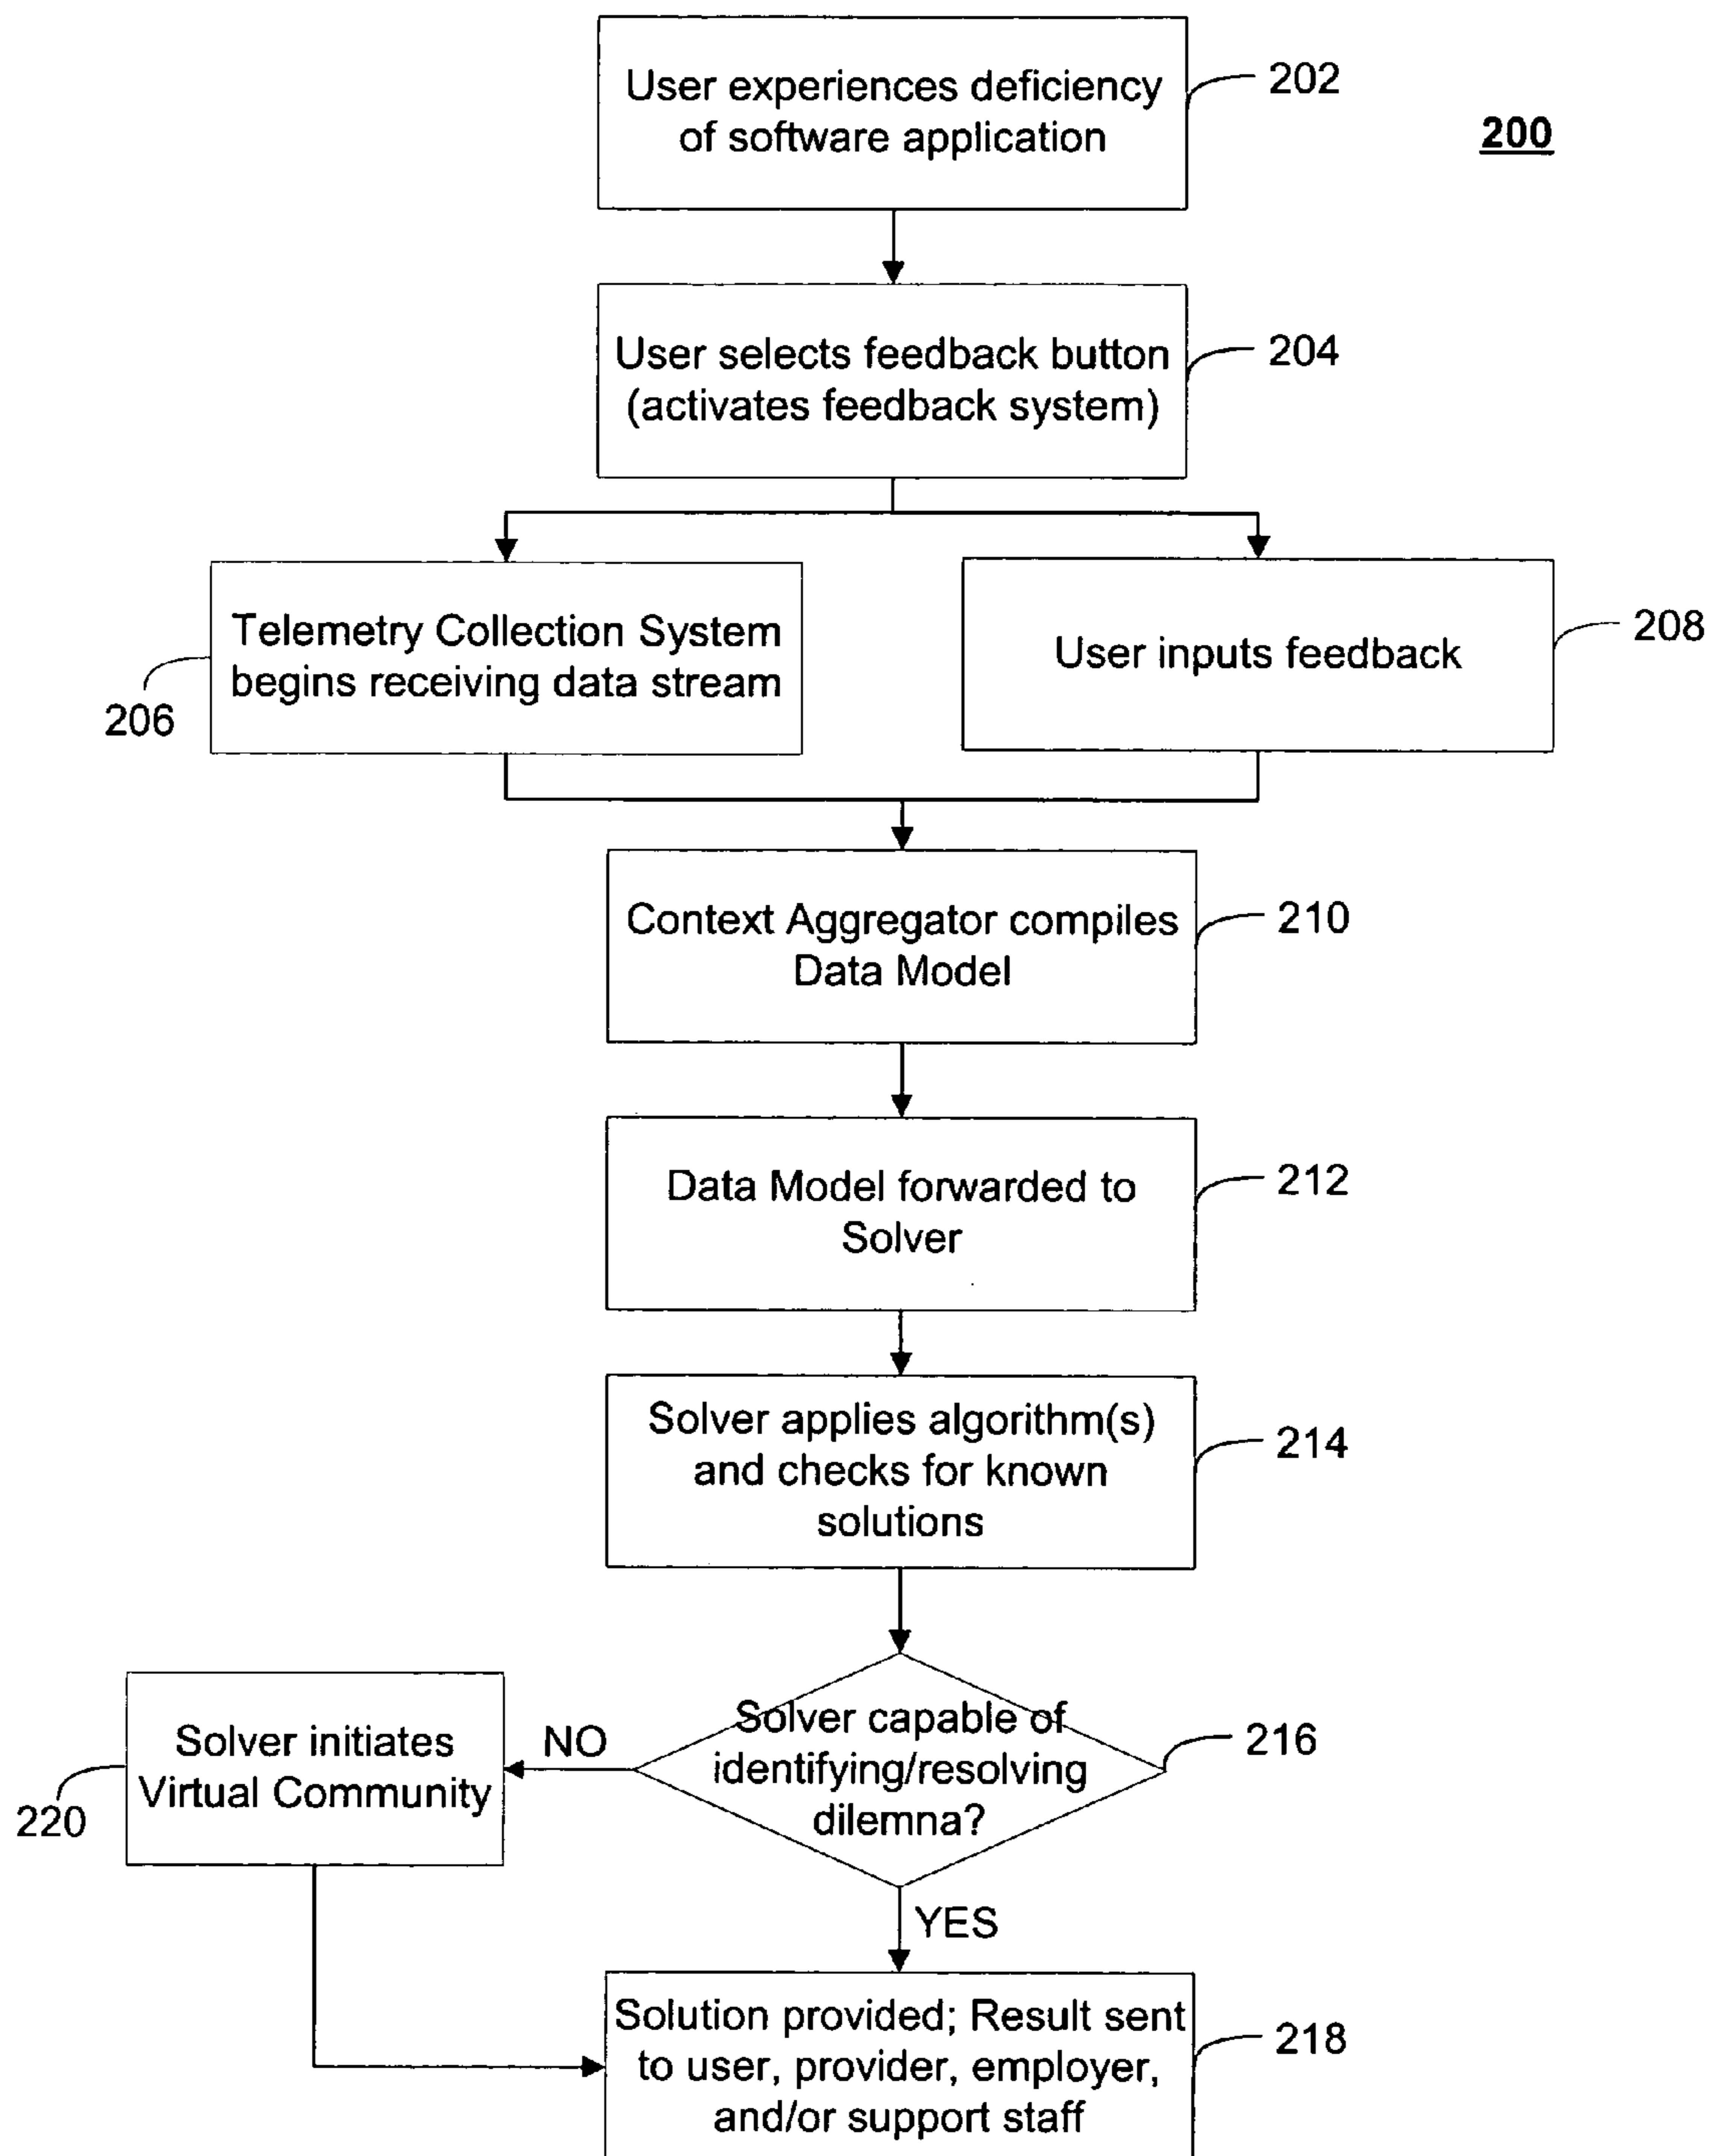 User experiences deficiency
of software application
202
200
User selects feedback button
(activates feedback system)
204
Telemetry Collection System
begins receiving data stream
206
User inputs feedback
208
Context Aggregator compiles
Data Model
210
Data Model forwarded to
Solver
212
Solver applies algorithm(s)
and checks for known
solutions
214
Solver capable of
identifying/resolving
dilemna?
216
NO
Solver initiates
Virtual Community
220
YES
Solution provided; Result sent
to user, provider, employer,
and/or support staff
218